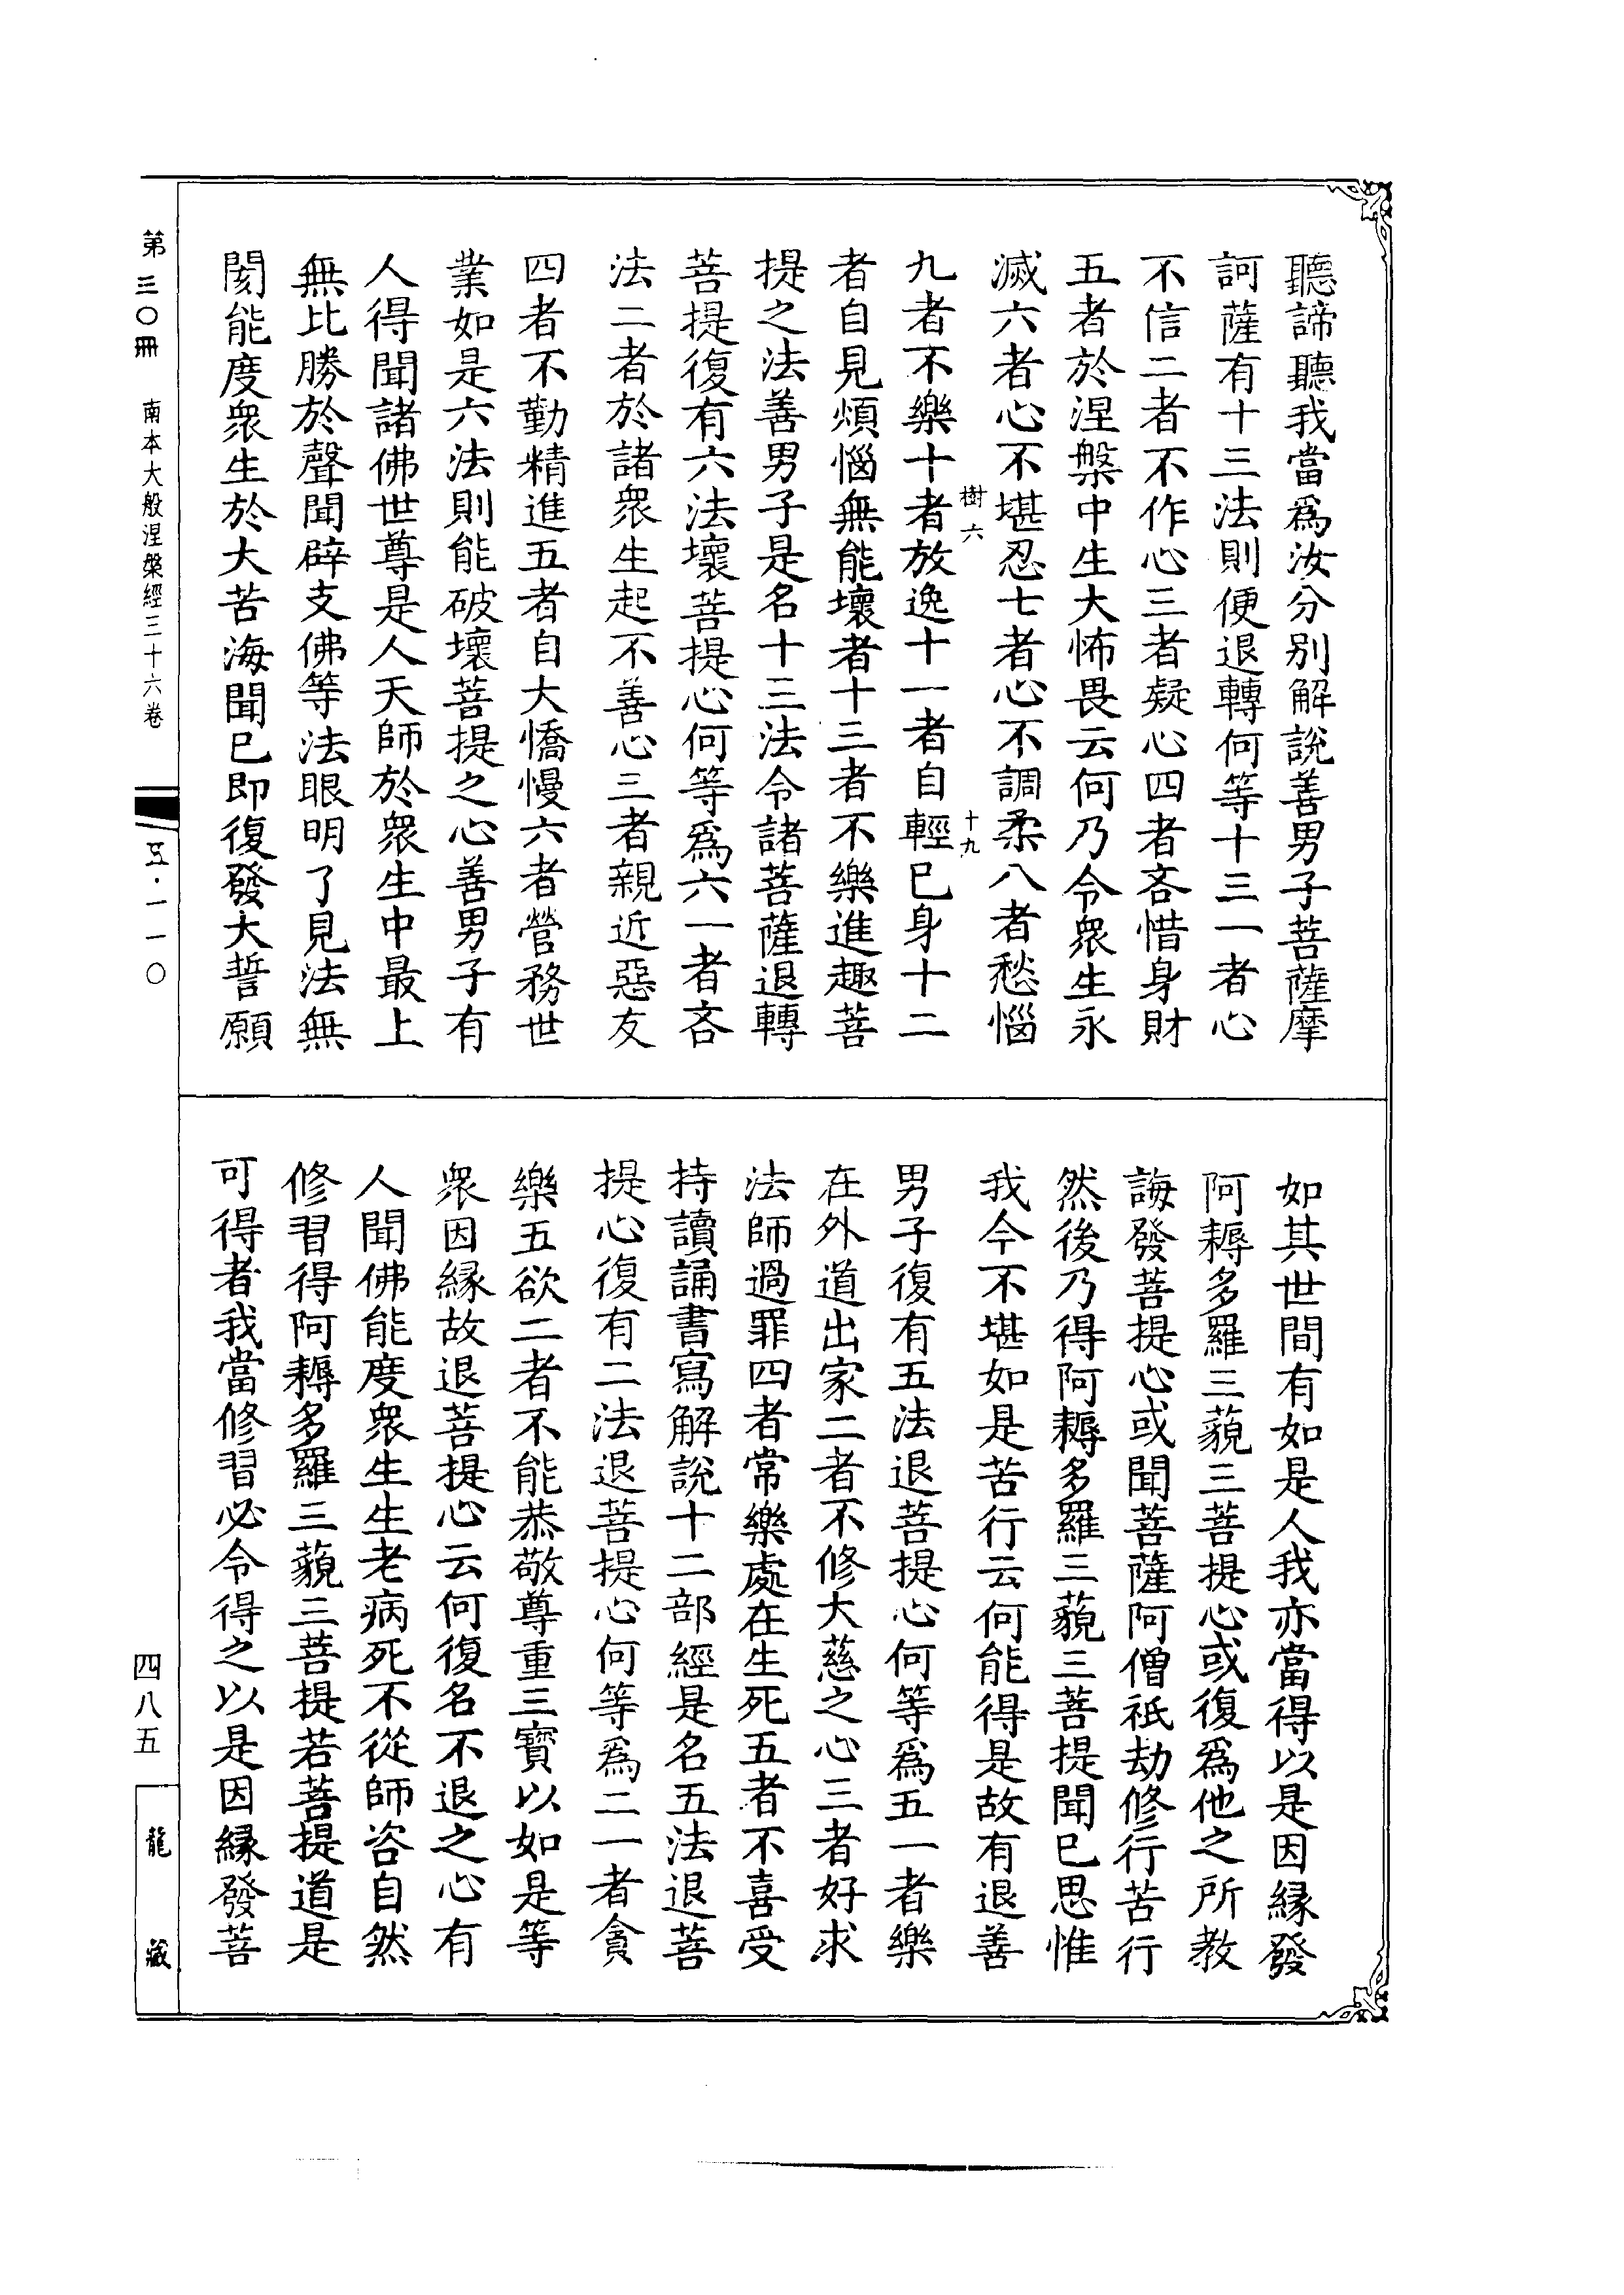 聽諦聽我當爲汝分别解説善男子菩薩摩
訶薩有十三法則便退轉何等十三一者心
不信二者不作心三者疑心四者吝惜身財
五者於涅槃中生大怖畏云何乃令衆生永
滅六者心不堪忍七者心不調柔八者愁惱
樹六
十九
九者不樂十者放逸十一者自輕已身十二
者自見煩惱無能壞者十三者不樂進趣菩
提之法善男子是名十三法令諸菩薩退轉
菩提復有六法壞菩提心何等爲六一者吝
法二者於諸衆生起不善心三者親近惡友
四者不勤精進五者自大憍慢六者營務世
業如是六法則能破壞菩提之心善男子有
人得聞諸佛世尊是人天師於衆生中最上
無比勝於聲聞辟支佛等法眼明了見法無
閡能度衆生於大苦海聞已即復發大誓願
如其世間有如是人我亦當得以是因緣發
阿耨多羅三藐三菩提心或復爲他之所教
誨發菩提心或聞菩薩阿僧祇劫修行苦行
然後乃得阿耨多羅三藐三菩提聞已思惟
我今不堪如是苦行云何能得是故有退善
男子復有五法退菩提心何等爲五一者樂
在外道出家二者不修大慈之心三者好求
法師過罪四者常樂處在生死五者不喜受
持讀誦書寫解説十二部經是名五法退菩
提心復有二法退菩提心何等爲二一者貪
樂五欲二者不能恭敬尊重三寶以如是等
衆因緣故退菩提心云何復名不退之心有
人聞佛能度衆生生老病死不從師咨自然
修習得阿耨多羅三藐三菩提若菩提道是
可得者我當修習必令得之以是因緣發菩
第三〇冊 南本大般涅槃經三十六卷
五·一一〇
四八五
龍藏